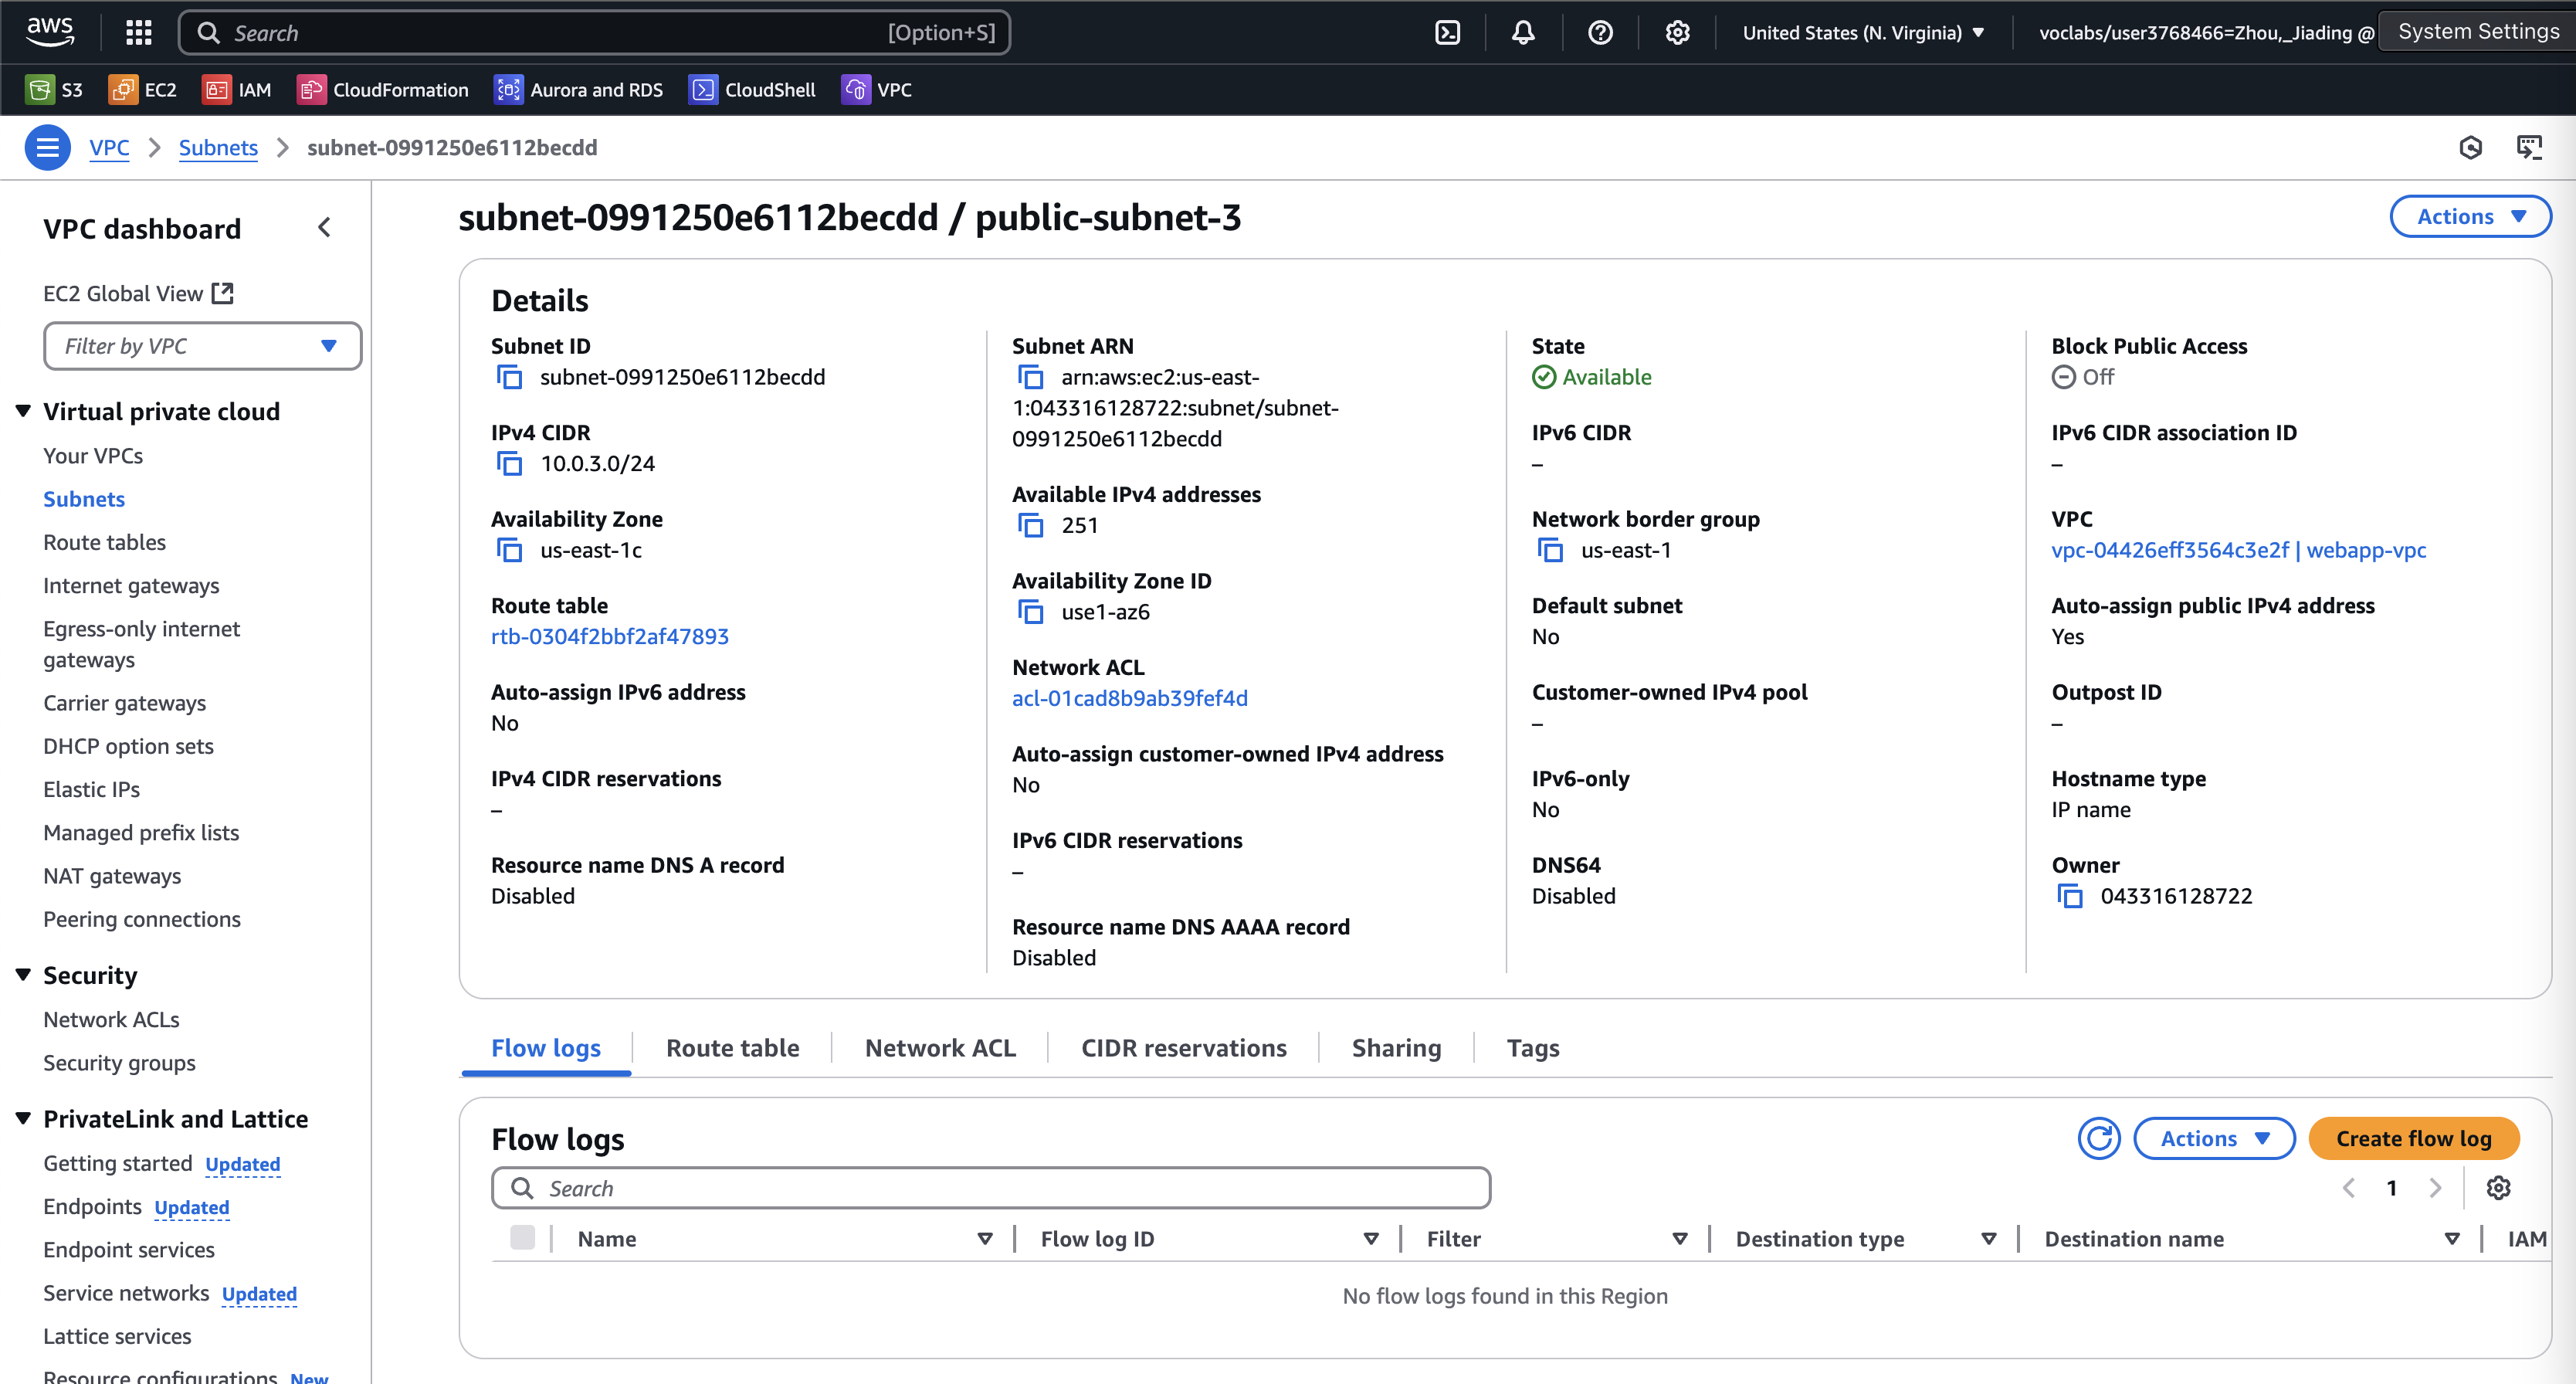 aws
Search [Option+S]
United States (N. Virginia)
voclabs/user3768466=Zhou,_Jiading @
System Settings
S3
EC2
IAM
CloudFormation
Aurora and RDS
CloudShell
VPC
VPC > Subnets > subnet-0991250e6112becdd
VPC dashboard
EC2 Global View
Filter by VPC
Virtual private cloud
Your VPCs
Subnets
Route tables
Internet gateways
Egress-only internet
gateways
Carrier gateways
DHCP option sets
Elastic IPs
Managed prefix lists
NAT gateways
Peering connections
Security
Network ACLs
Security groups
PrivateLink and Lattice
Getting started Updated
Endpoints Updated
Endpoint services
Service networks Updated
Lattice services
Resource configurations New
subnet-0991250e6112becdd / public-subnet-3
Actions
Details
Subnet ID
subnet-0991250e6112becdd
IPv4 CIDR
10.0.3.0/24
Availability Zone
us-east-1c
Route table
rtb-0304f2bbf2af47893
Auto-assign IPv6 address
No
IPv4 CIDR reservations
–
Resource name DNS A record
Disabled
Subnet ARN
arn:aws:ec2:us-east-
1:043316128722:subnet/subnet-
0991250e6112becdd
Available IPv4 addresses
251
Availability Zone ID
use1-az6
Network ACL
acl-01cad8b9ab39fef4d
Auto-assign customer-owned IPv4 address
No
IPv6 CIDR reservations
–
Resource name DNS AAAA record
Disabled
State
Available
IPv6 CIDR
–
Network border group
us-east-1
Default subnet
No
Customer-owned IPv4 pool
–
IPv6-only
No
DNS64
Disabled
Block Public Access
Off
IPv6 CIDR association ID
–
VPC
vpc-04426eff3564c3e2f | webapp-vpc
Auto-assign public IPv4 address
Yes
Outpost ID
–
Hostname type
IP name
Owner
043316128722
Flow logs
Route table
Network ACL
CIDR reservations
Sharing
Tags
Flow logs
Actions
Create flow log
Search
1
Name
Flow log ID
Filter
Destination type
Destination name
IAM
No flow logs found in this Region